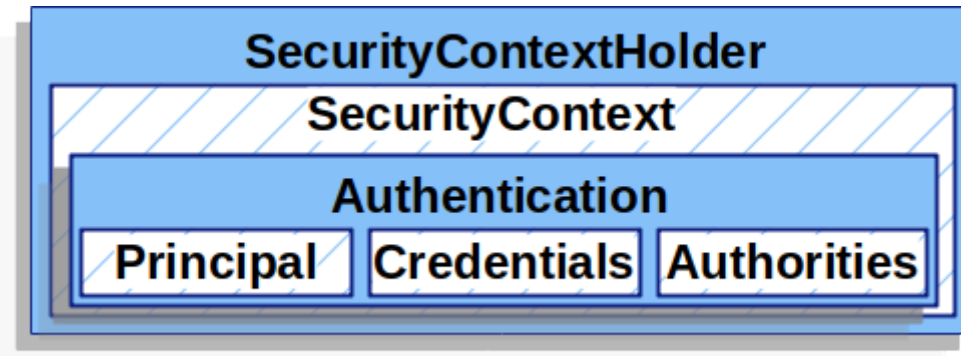 SecurityContextHolder
SecurityContext
Authentication
Principal Credentials Authorities